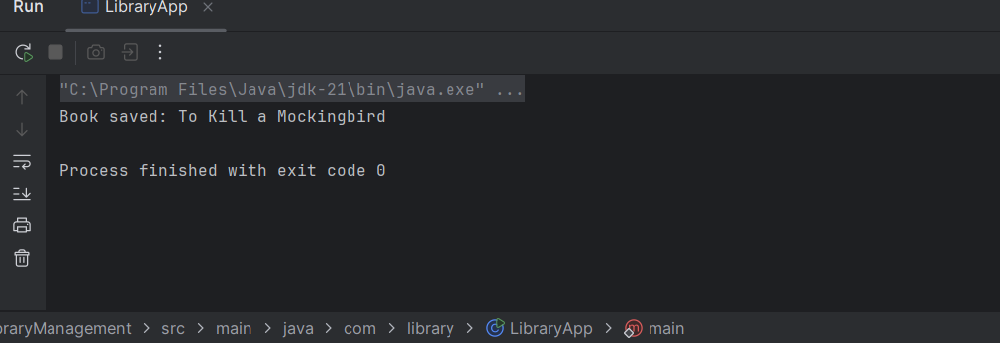 Run LibraryApp
"C:\Program Files\Java\jdk-21\bin\java.exe" ...
Book saved: To Kill a Mockingbird
Process finished with exit code 0
braryManagement > src > main > java > com > library > LibraryApp > main